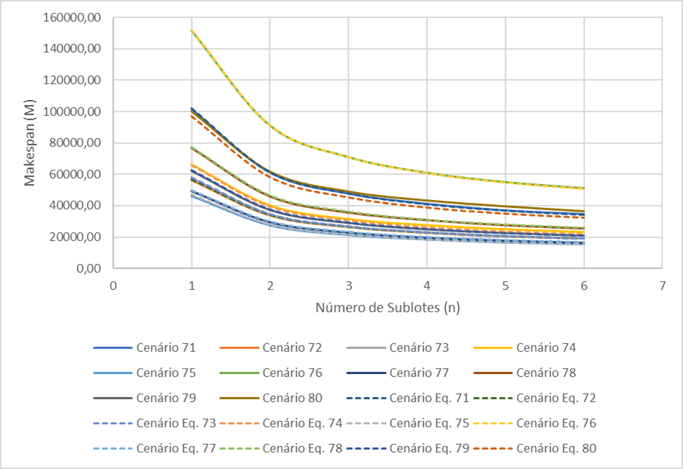 160000,00
140000,00
120000,00
100000,00
80000,00
60000,00
40000,00
20000,00
0,00
Makespan (M)
0 1 2 3 4 5 6 7
Número de Sublotes (n)
Cenário 71 Cenário 72 Cenário 73 Cenário 74
Cenário 75 Cenário 76 Cenário 77 Cenário 78
Cenário 79 Cenário 80 Cenário Eq. 71 Cenário Eq. 72
Cenário Eq. 73 Cenário Eq. 74 Cenário Eq. 75 Cenário Eq. 76
Cenário Eq. 77 Cenário Eq. 78 Cenário Eq. 79 Cenário Eq. 80